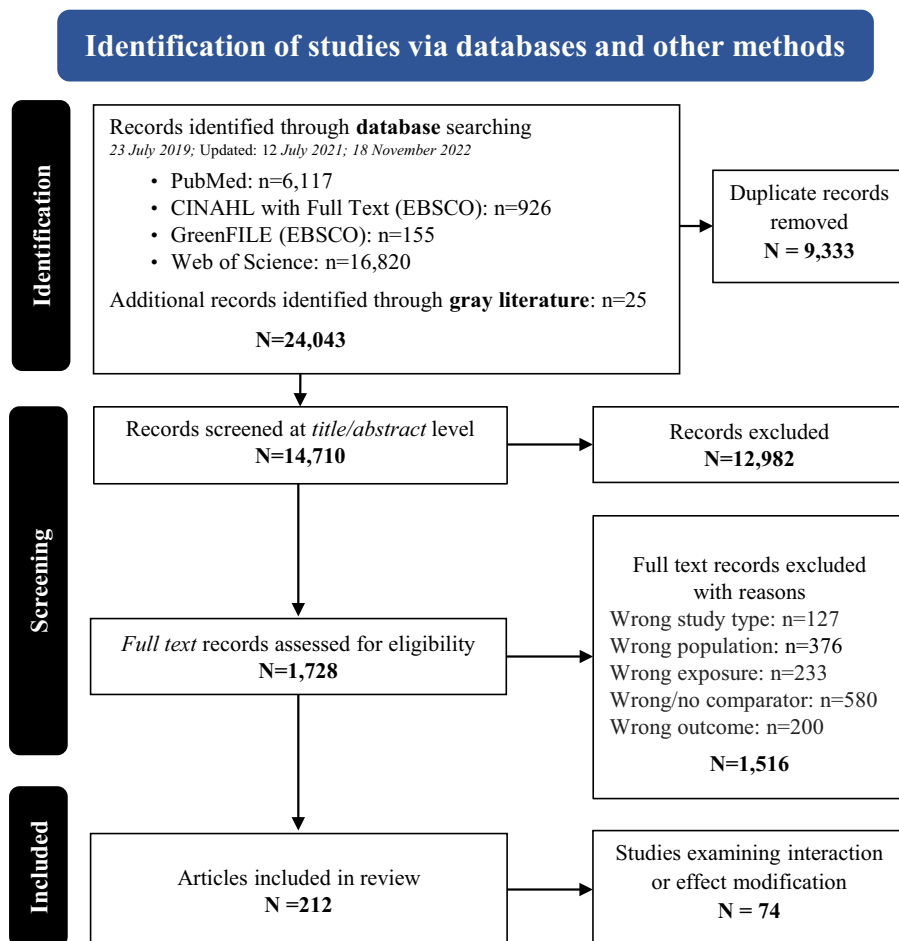 Identification of studies via databases and other methods
Identification
Records identified through database searching
23 July 2019; Updated: 12 July 2021; 18 November 2022
• PubMed: n=6,117
• CINAHL with Full Text (EBSCO): n=926
• GreenFILE (EBSCO): n=155
• Web of Science: n=16,820
Additional records identified through gray literature: n=25
N=24,043
Duplicate records
removed
N = 9,333
Screening
Records screened at title/abstract level
N=14,710
Records excluded
N=12,982
Full text records assessed for eligibility
N=1,728
Full text records excluded
with reasons
Wrong study type: n=127
Wrong population: n=376
Wrong exposure: n=233
Wrong/no comparator: n=580
Wrong outcome: n=200
N=1,516
Included
Articles included in review
N =212
Studies examining interaction
or effect modification
N = 74